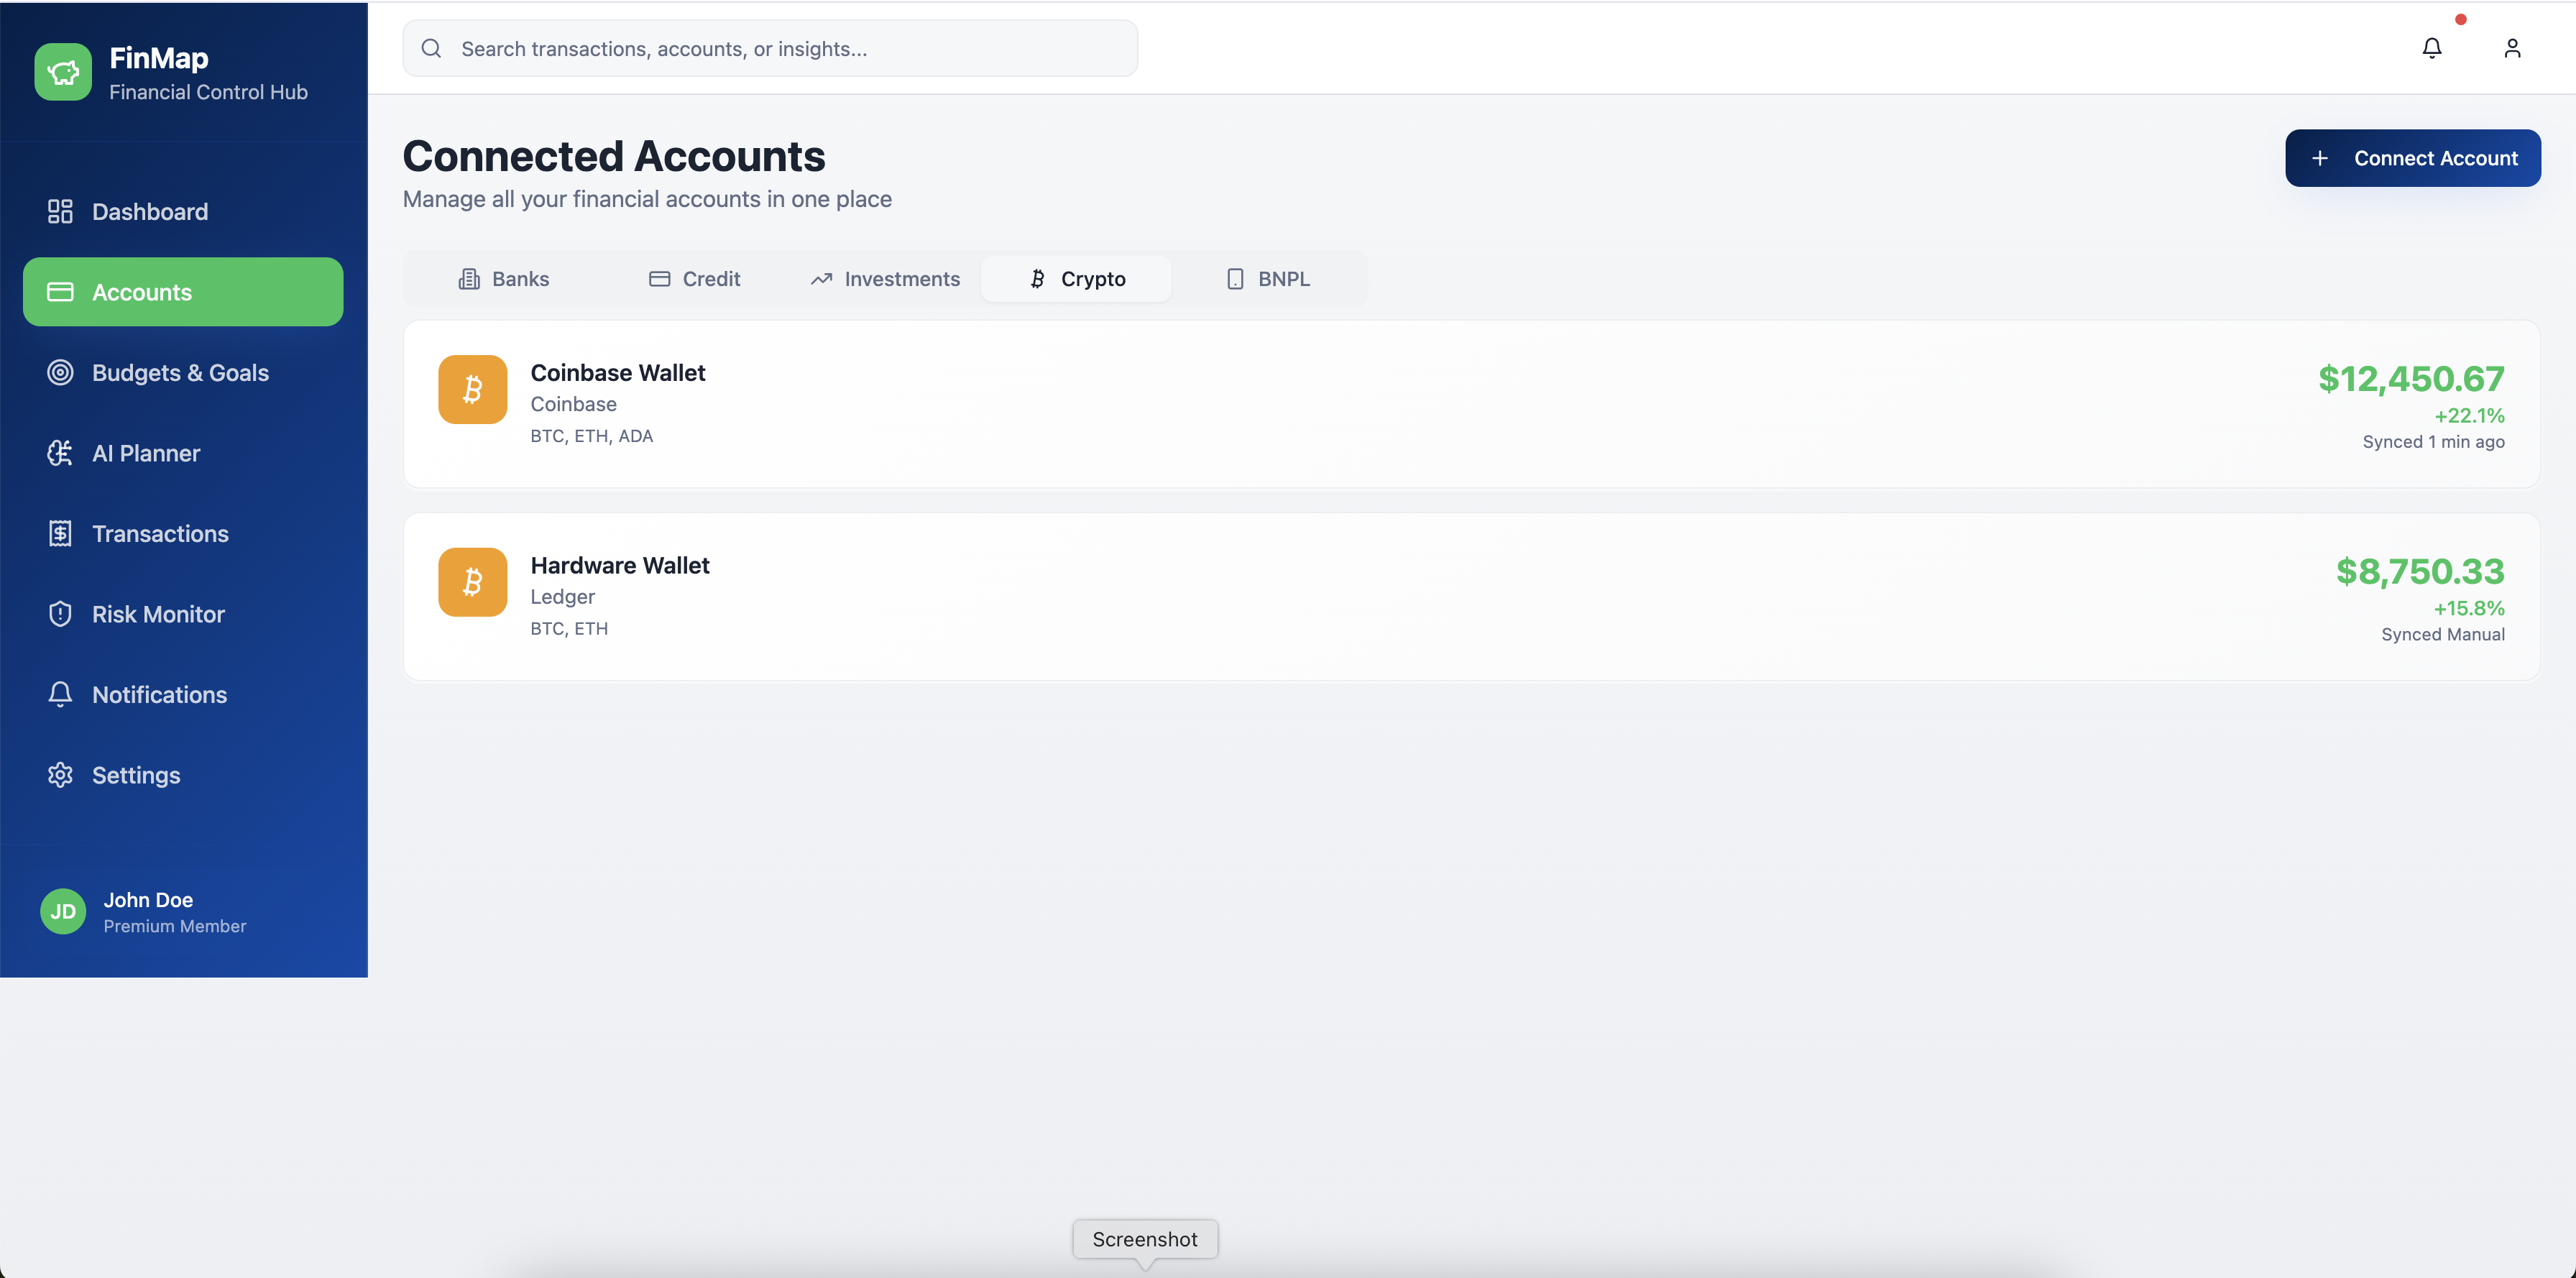 FinMap
Financial Control Hub
Search transactions, accounts, or insights...
Dashboard
Accounts
Budgets & Goals
AI Planner
Transactions
Risk Monitor
Notifications
Settings
JD
John Doe
Premium Member
Connected Accounts
Manage all your financial accounts in one place
Connect Account
Banks Credit Investments Crypto BNPL
Coinbase Wallet
Coinbase
BTC, ETH, ADA
$12,450.67
+22.1%
Synced 1 min ago
Hardware Wallet
Ledger
BTC, ETH
$8,750.33
+15.8%
Synced Manual
Screenshot